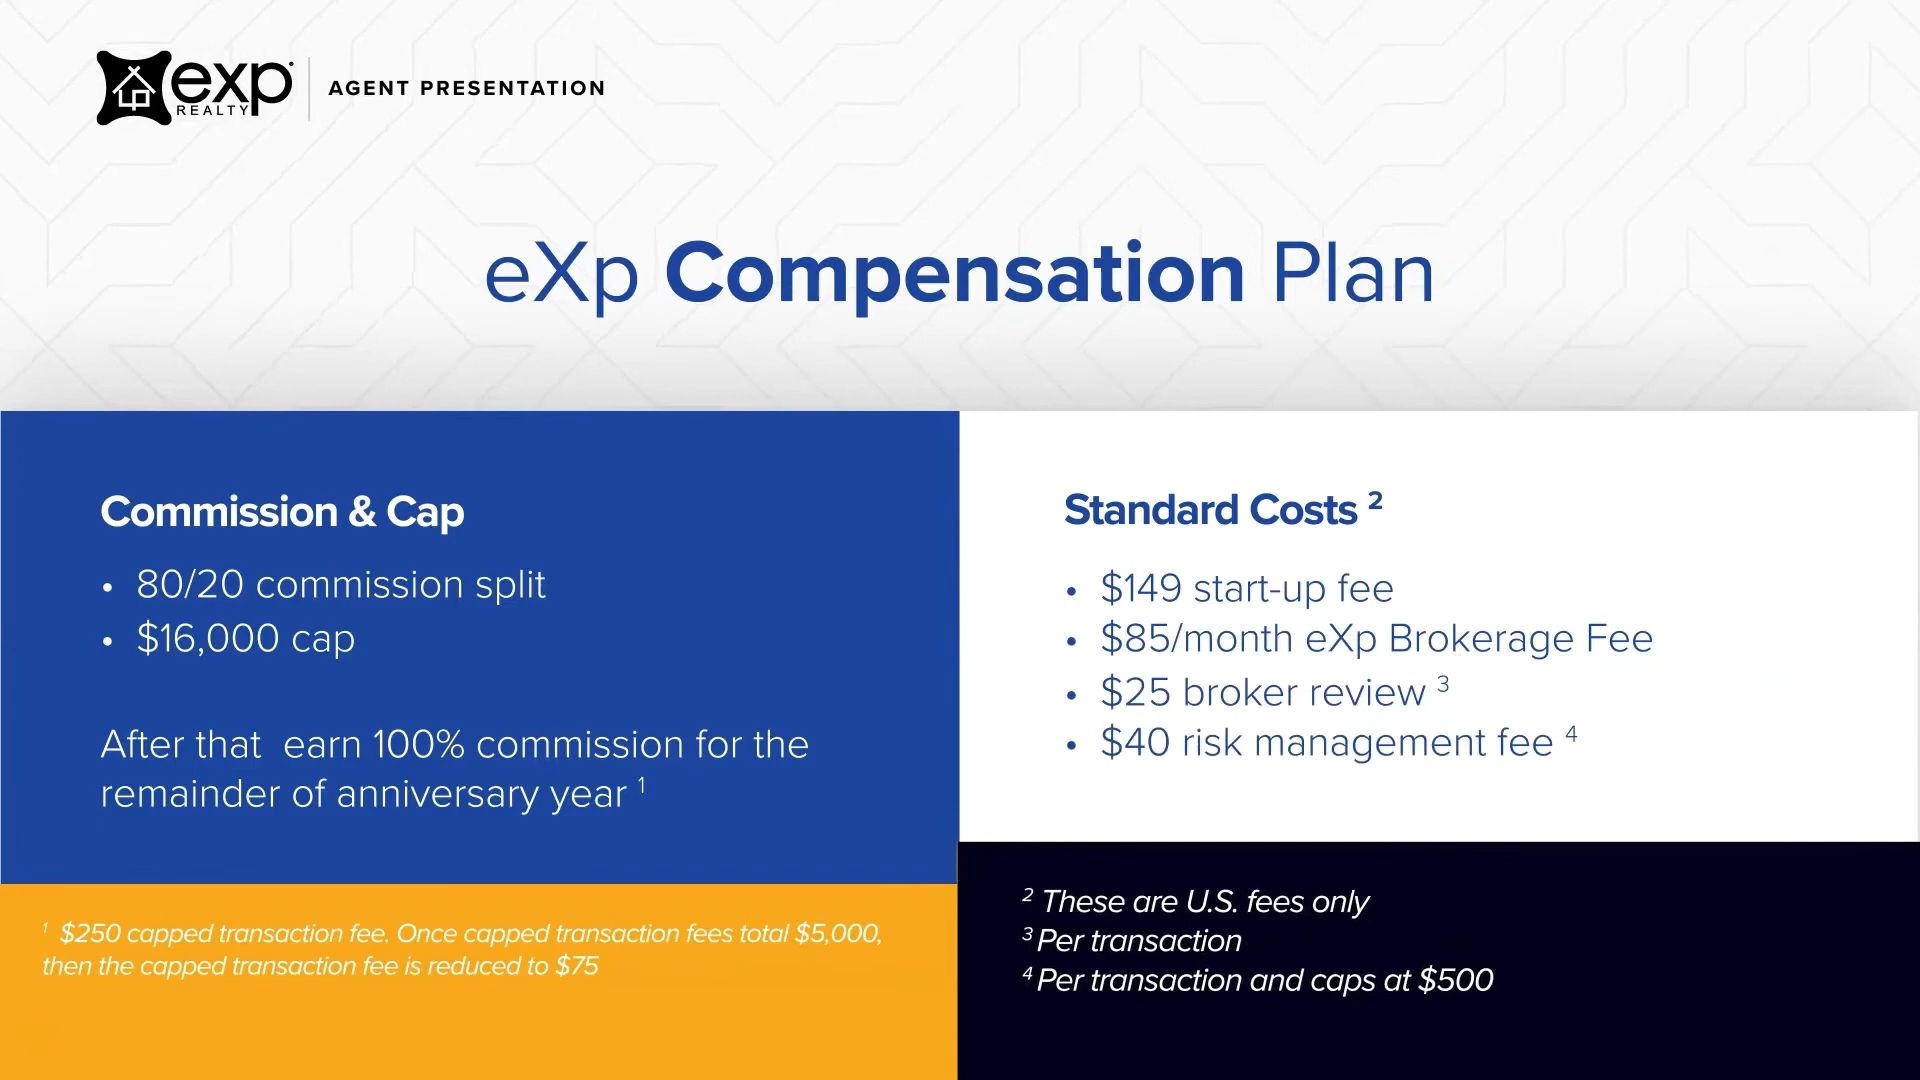 exp
REALTY
AGENT PRESENTATION
eXp Compensation Plan
Commission & Cap
• 80/20 commission split
• $16,000 cap
After that earn 100% commission for the
remainder of anniversary year ¹
¹ $250 capped transaction fee. Once capped transaction fees total $5,000,
then the capped transaction fee is reduced to $75
Standard Costs ²
• $149 start-up fee
• $85/month eXp Brokerage Fee
• $25 broker review ³
• $40 risk management fee ⁴
² These are U.S. fees only
³ Per transaction
⁴ Per transaction and caps at $500